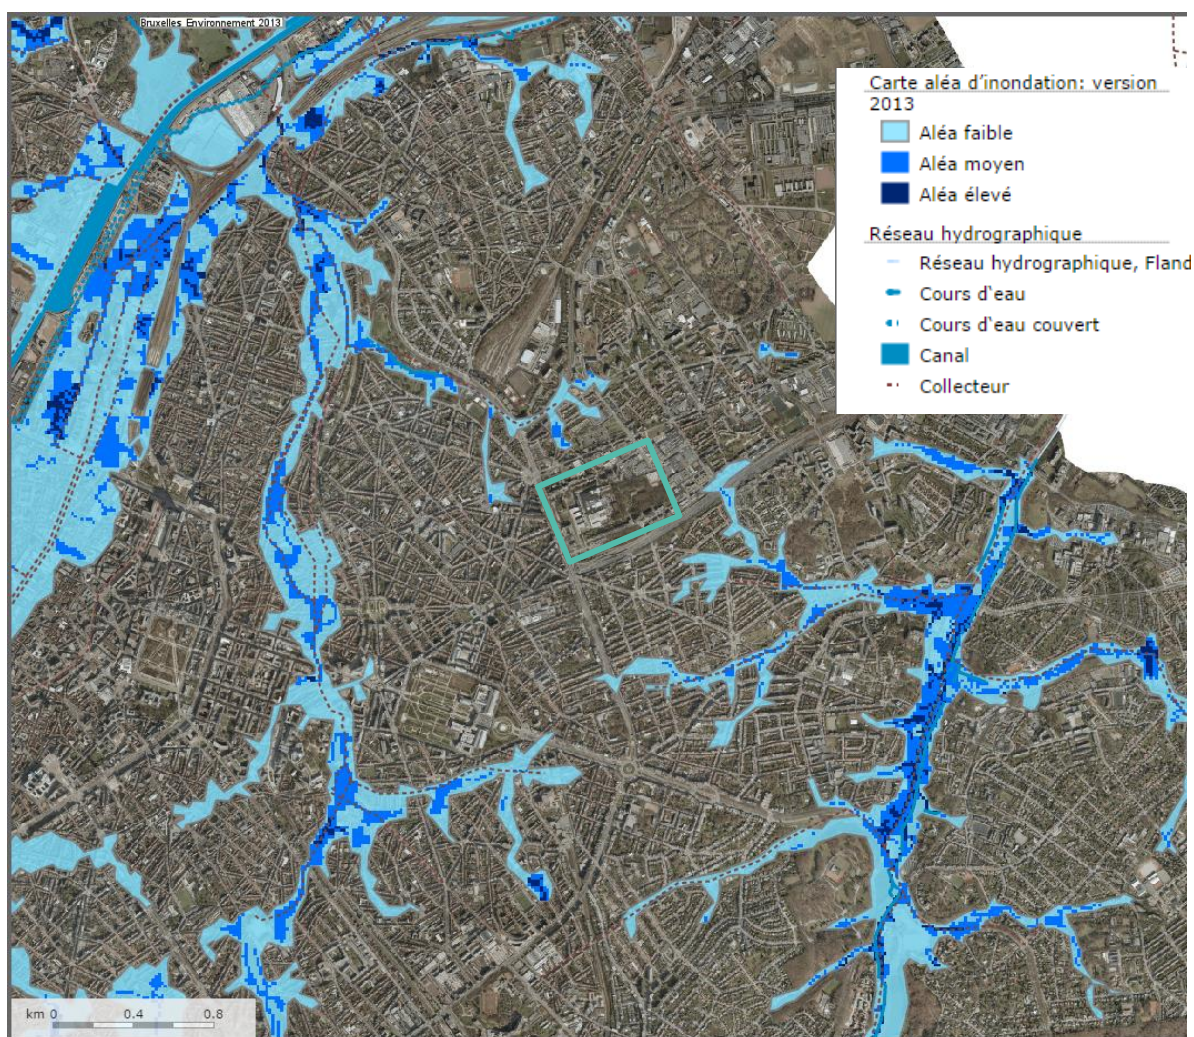 Bruxelles Environnement 2013
Carte aléa d'inondation: version
2013
Aléa faible
Aléa moyen
Aléa élevé
Réseau hydrographique
Réseau hydrographique, Fland
Cours d'eau
Cours d'eau couvert
Canal
Collecteur
km 0 0.4 0.8